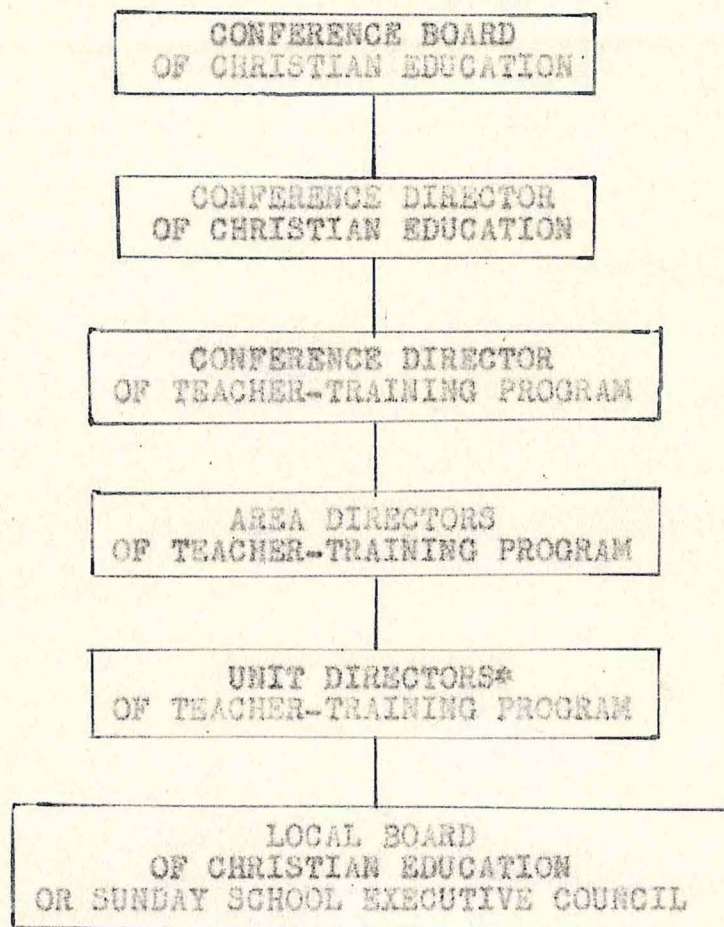 CONFERENCE BOARD
OF CHRISTIAN EDUCATION
CONFERENCE DIRECTOR
OF CHRISTIAN EDUCATION
CONFERENCE DIRECTOR
OF TEACHER-TRAINING PROGRAM
AREA DIRECTORS
OF TEACHER-TRAINING PROGRAM
UNIT DIRECTORS*
OF TEACHER-TRAINING PROGRAM
LOCAL BOARD
OF CHRISTIAN EDUCATION
OR SUNDAY SCHOOL EXECUTIVE COUNCIL